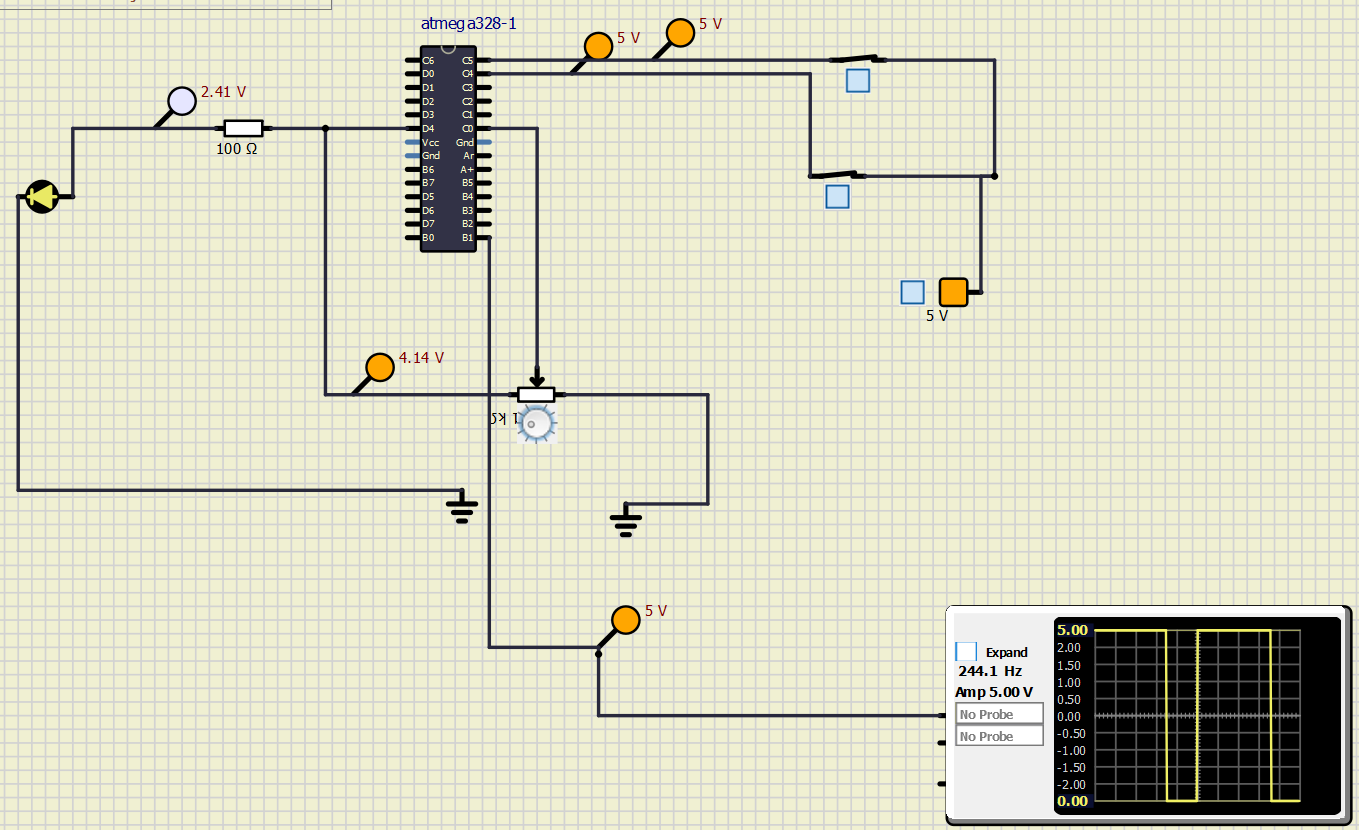 atmega328-1
5 V
5 V
2.41 V
100 Ω
C6 C5
D0 C4
D1 C3
D2 C2
D3 C1
D4 C0
Vcc Gnd
Gnd Ar
B6 A+
B7 B5
D5 B4
D6 B3
D7 B2
B0 B1
5 V
4.14 V
1 kΩ
5 V
Expand
244.1 Hz
Amp 5.00 V
No Probe
No Probe
5.00
2.00
1.50
1.00
0.50
0.00
-0.50
-1.00
-1.50
-2.00
0.00